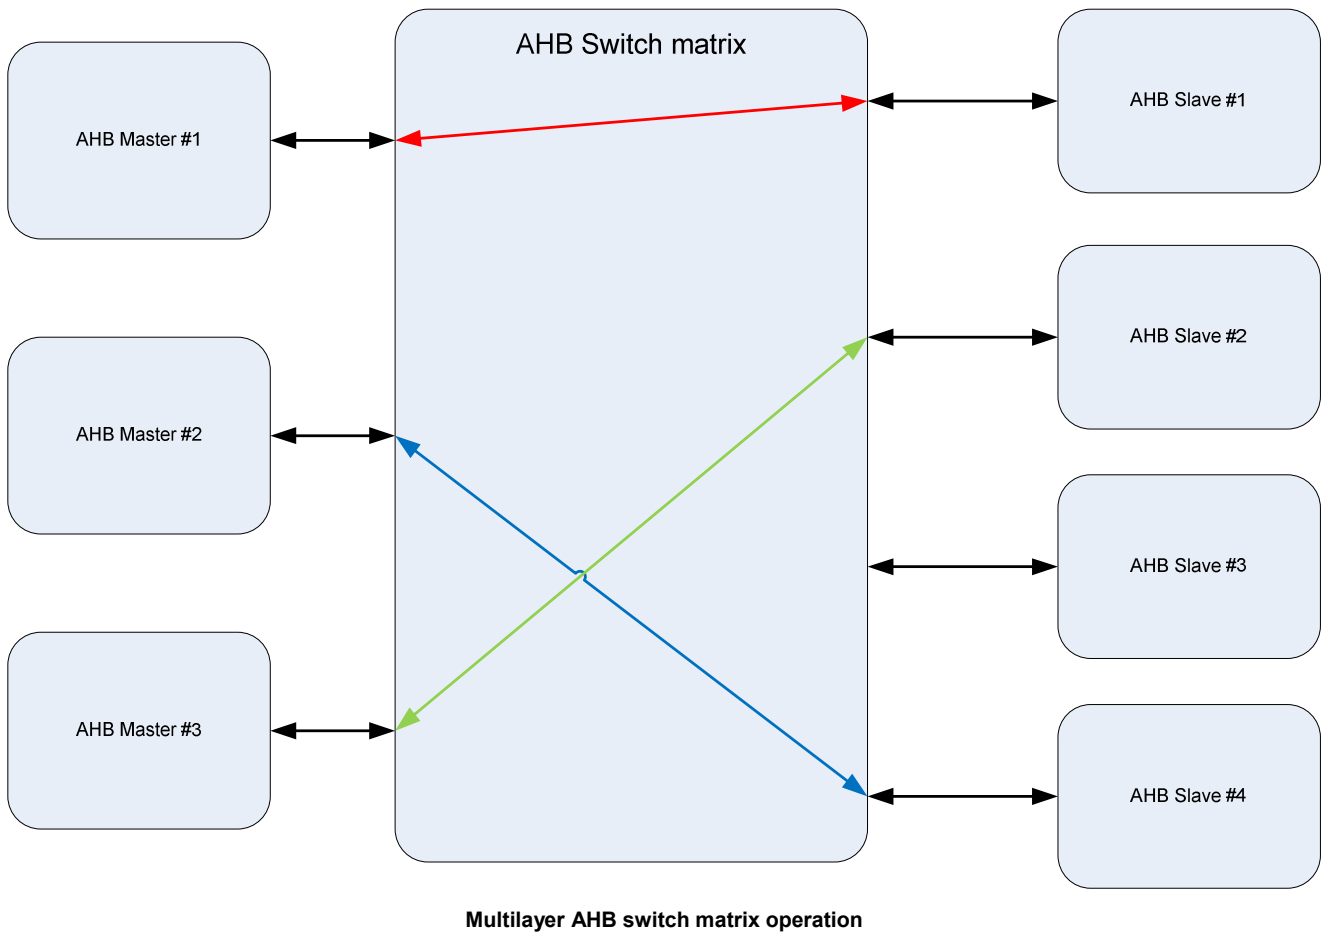 AHB Switch matrix
AHB Master #1
AHB Master #2
AHB Master #3
AHB Slave #1
AHB Slave #2
AHB Slave #3
AHB Slave #4
Multilayer AHB switch matrix operation